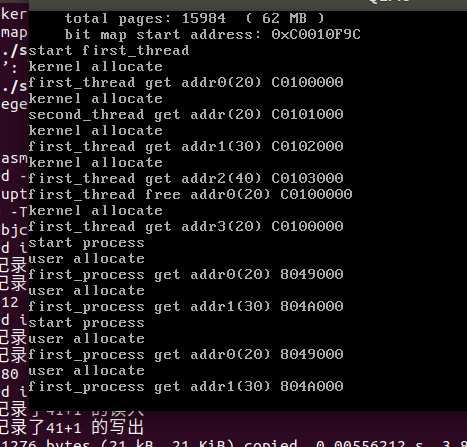 total pages: 15984 ( 62 MB )
bit map start address: 0xC0010F9C
start first_thread
kernel allocate
first_thread get addr0(20) C0100000
kernel allocate
second_thread get addr(20) C0101000
kernel allocate
first_thread get addr1(30) C0102000
kernel allocate
first_thread get addr2(40) C0103000
first_thread free addr0(20) C0100000
kernel allocate
first_thread get addr3(20) C0100000
start process
user allocate
first_process get addr0(20) 8049000
user allocate
first_process get addr1(30) 804A000
start process
user allocate
first_process get addr0(20) 8049000
user allocate
first_process get addr1(30) 804A000
ker
map
./s
’:
./s
ege
asm
d -
upt
-T
bjc
d i
记录
记录
12
d i
记录
记录
80
d i
记录了41+1 的读入
记录了41+1 的写出
1276 bytes (21 kB, 21 KiB) copied, 0.00556212 s, 3.8